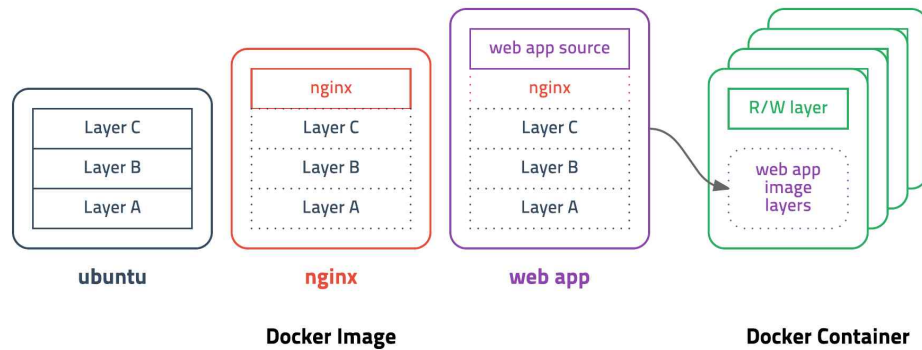 Layer C
Layer B
Layer A
ubuntu
nginx
Layer C
Layer B
Layer A
nginx
web app source
nginx
Layer C
Layer B
Layer A
web app
Docker Image
R/W layer
web app
image
layers
Docker Container